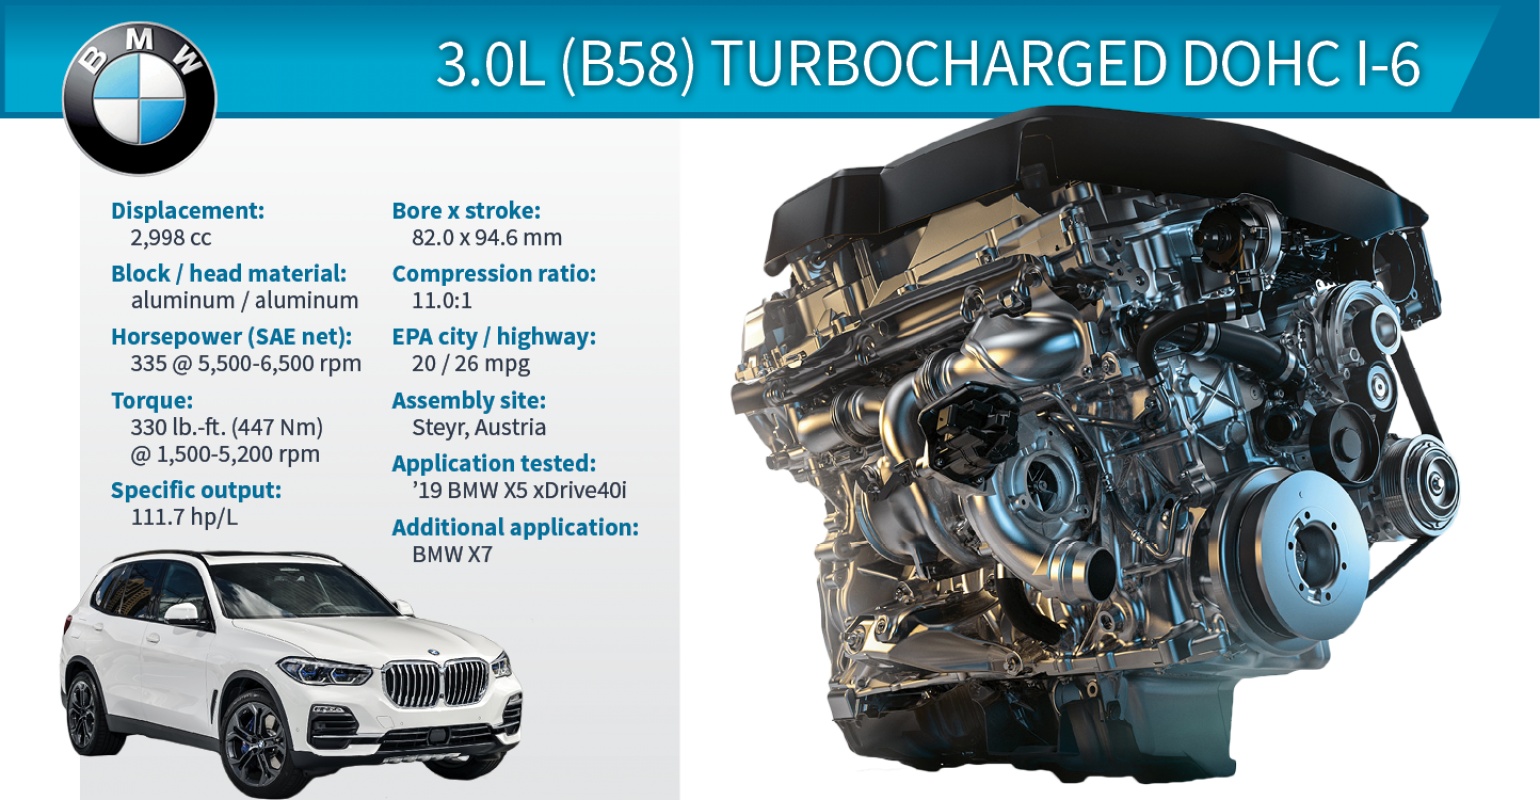 BMW
3.0L (B58) TURBOCHARGED DOHC I-6
Displacement:
2,998 cc
Block / head material:
aluminum / aluminum
Horsepower (SAE net):
335 @ 5,500-6,500 rpm
Torque:
330 lb.-ft. (447 Nm)
@ 1,500-5,200 rpm
Specific output:
111.7 hp/L
Bore x stroke:
82.0 x 94.6 mm
Compression ratio:
11.0:1
EPA city / highway:
20 / 26 mpg
Assembly site:
Steyr, Austria
Application tested:
’19 BMW X5 xDrive40i
Additional application:
BMW X7